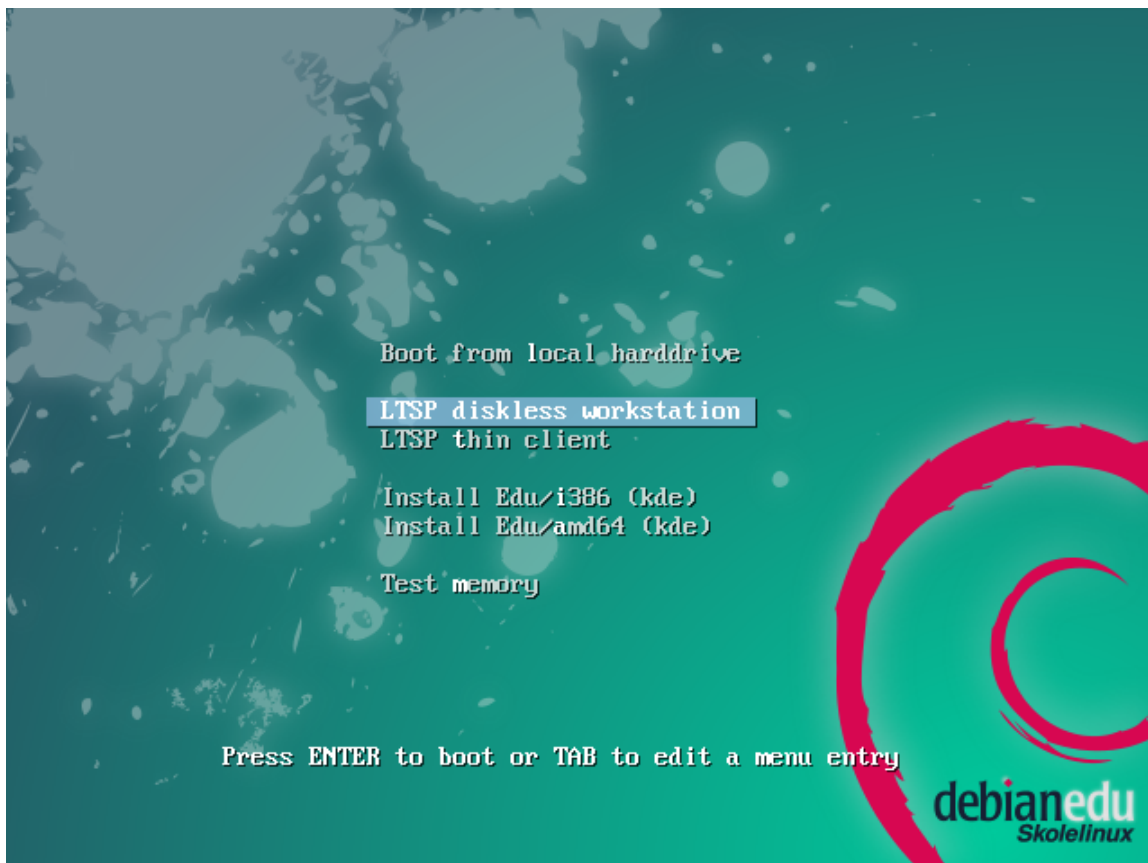 Boot from local harddrive
LTSP diskless workstation
LTSP thin client
Install Edu/i386 (kde)
Install Edu/amd64 (kde)
Test memory
Press ENTER to boot or TAB to edit a menu entry
debianedu
Skolelinux